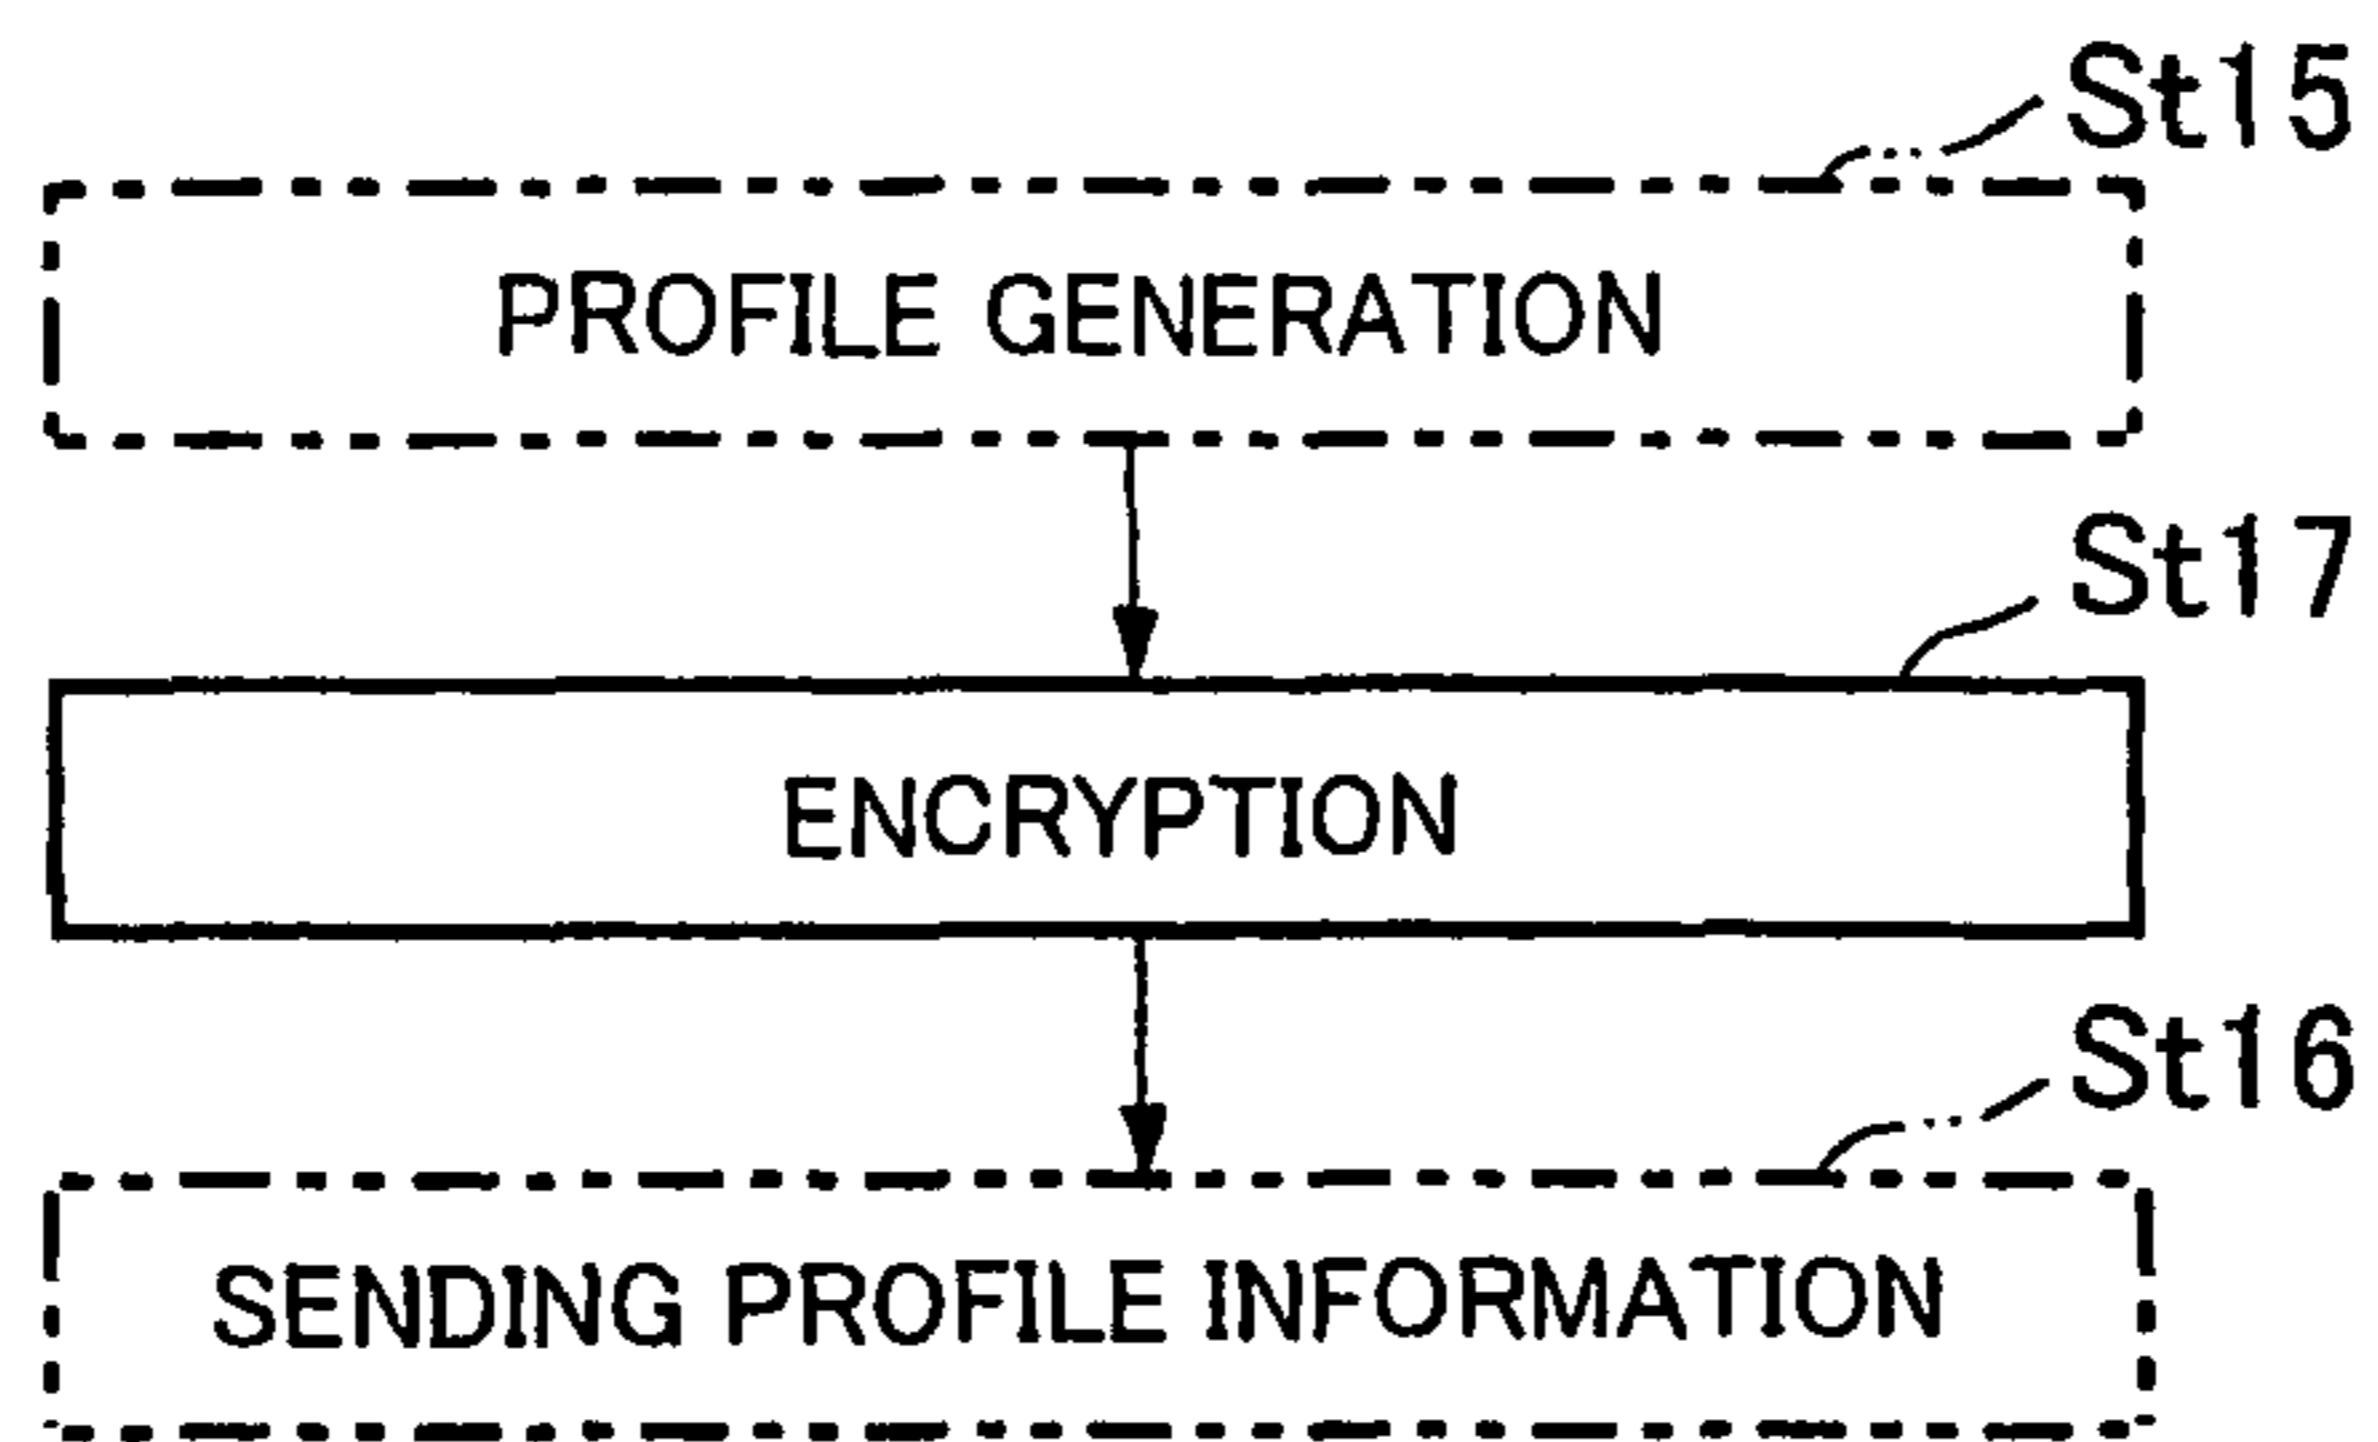 St15
PROFILE GENERATION
St17
ENCRYPTION
St16
SENDING PROFILE INFORMATION